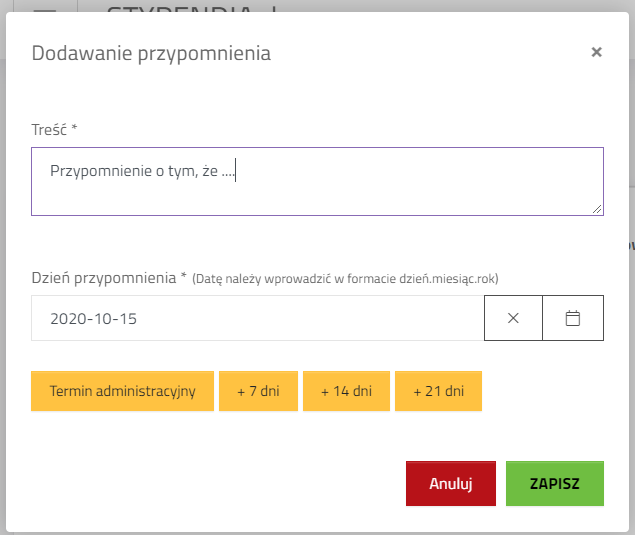 Dodawanie przypomnienia ×
Treść *
Przypomnienie o tym, że ....
Dzień przypomnienia * (Datę należy wprowadzić w formacie dzień.miesiąc.rok)
2020-10-15
Termin administracyjny + 7 dni + 14 dni + 21 dni
Anuluj ZAPISZ